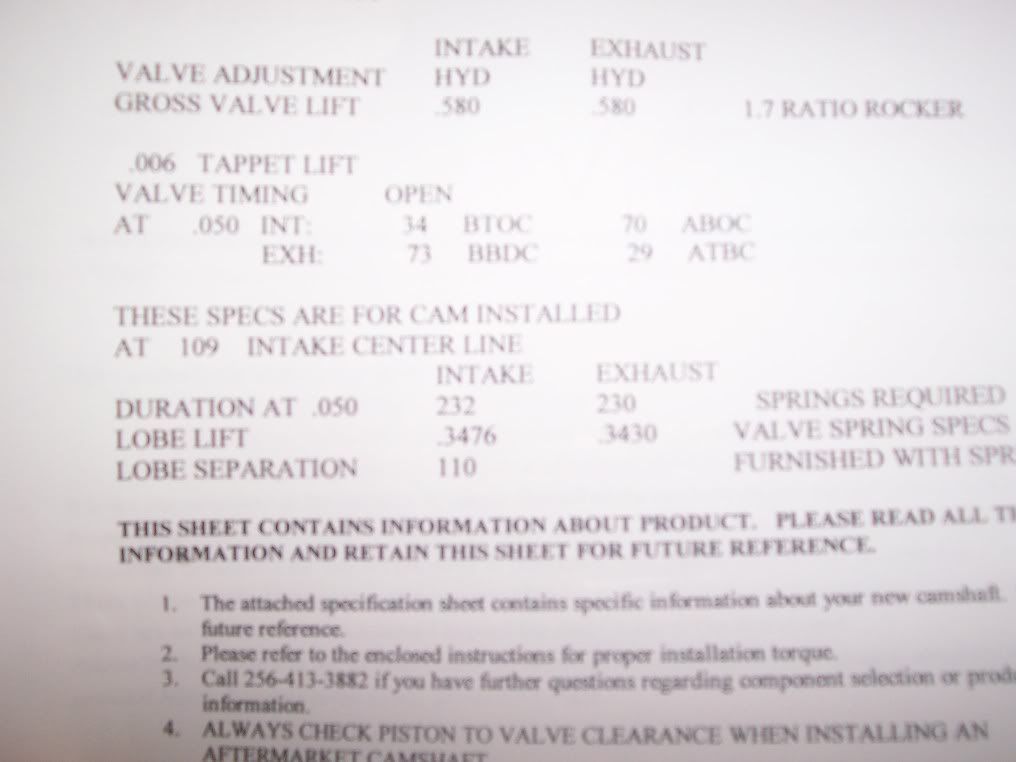 INTAKE EXHAUST
VALVE ADJUSTMENT HYD HYD
GROSS VALVE LIFT .580 .580 1.7 RATIO ROCKER
.006 TAPPET LIFT
VALVE TIMING OPEN
AT .050 INT: 34 BTOC 70 ABOC
EXH: 73 BBDC 29 ATBC
THESE SPECS ARE FOR CAM INSTALLED
AT 109 INTAKE CENTER LINE
INTAKE EXHAUST
DURATION AT .050 232 230 SPRINGS REQUIRED
LOBE LIFT .3476 .3430 VALVE SPRING SPECS
LOBE SEPARATION 110 FURNISHED WITH SPR
THIS SHEET CONTAINS INFORMATION ABOUT PRODUCT. PLEASE READ ALL T
INFORMATION AND RETAIN THIS SHEET FOR FUTURE REFERENCE.
1. The attached specification sheet contains specific information about your new camshaft.
future reference.
2. Please refer to the enclosed instructions for proper installation torque.
3. Call 256-413-3882 if you have further questions regarding component selection or prod
information.
4. ALWAYS CHECK PISTON TO VALVE CLEARANCE WHEN INSTALLING AN
AFTERMARKET CAMSHAFT